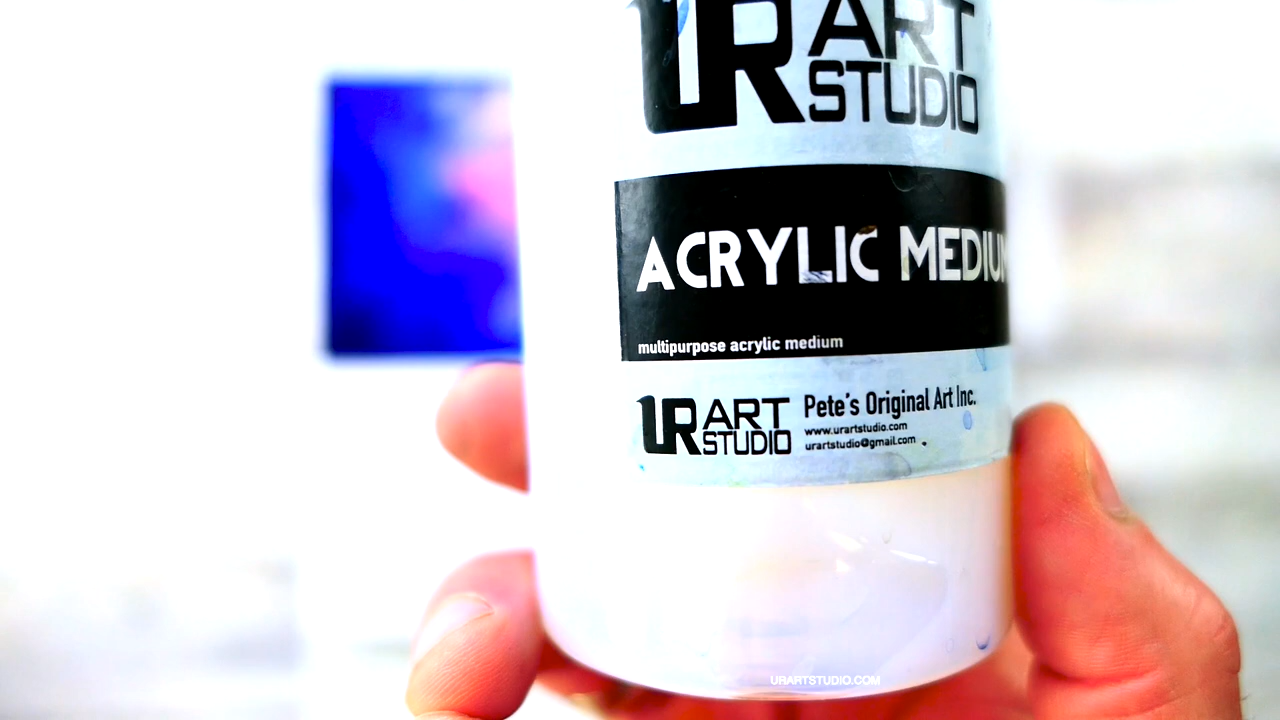 UR ART
STUDIO
ACRYLIC MEDIUM
multipurpose acrylic medium
UR ART
STUDIO
Pete's Original Art Inc.
www.urartstudio.com
urartstudio@gmail.com
URARTSTUDIO.COM